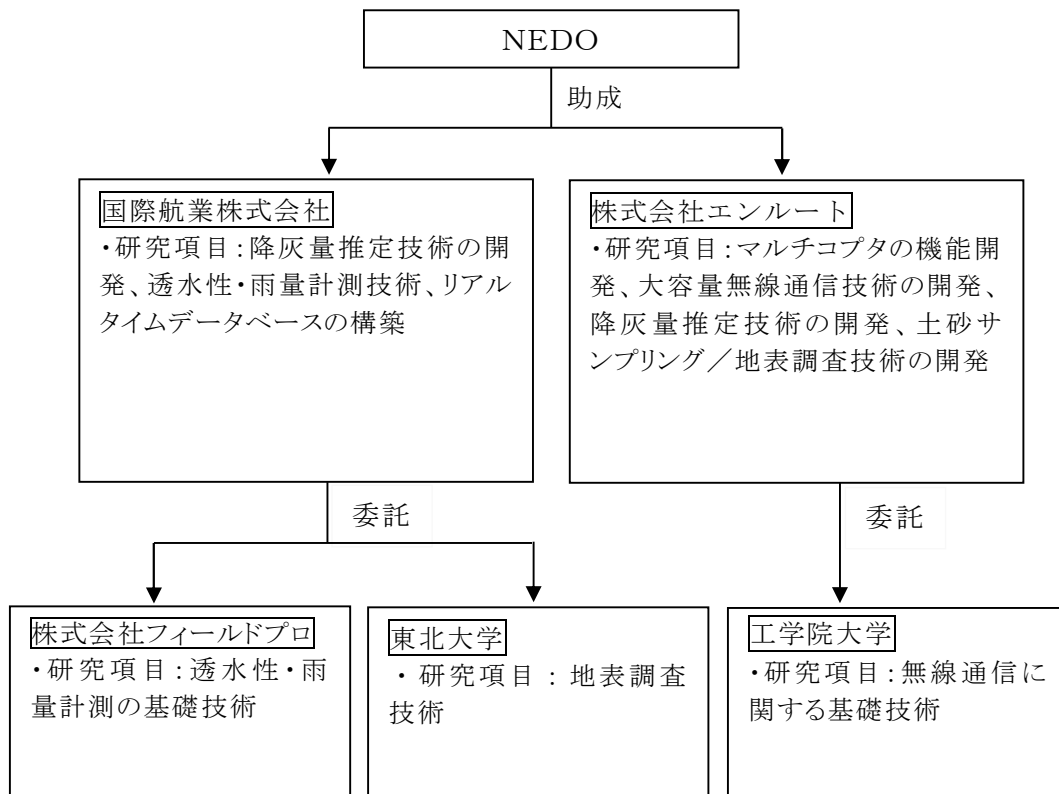 NEDO
助成
国際航業株式会社
・研究項目：降灰量推定技術の開
発、透水性・雨量計測技術、リアル
タイムデータベースの構築
株式会社エンルート
・研究項目：マルチコプタの機能開
発、大容量無線通信技術の開発、
降灰量推定技術の開発、土砂サ
ンプリング／地表調査技術の開発
委託
委託
株式会社フィールドプロ
・研究項目：透水性・雨
量計測の基礎技術
東北大学
・研究項目：地表調査
技術
工学院大学
・研究項目：無線通信に
関する基礎技術